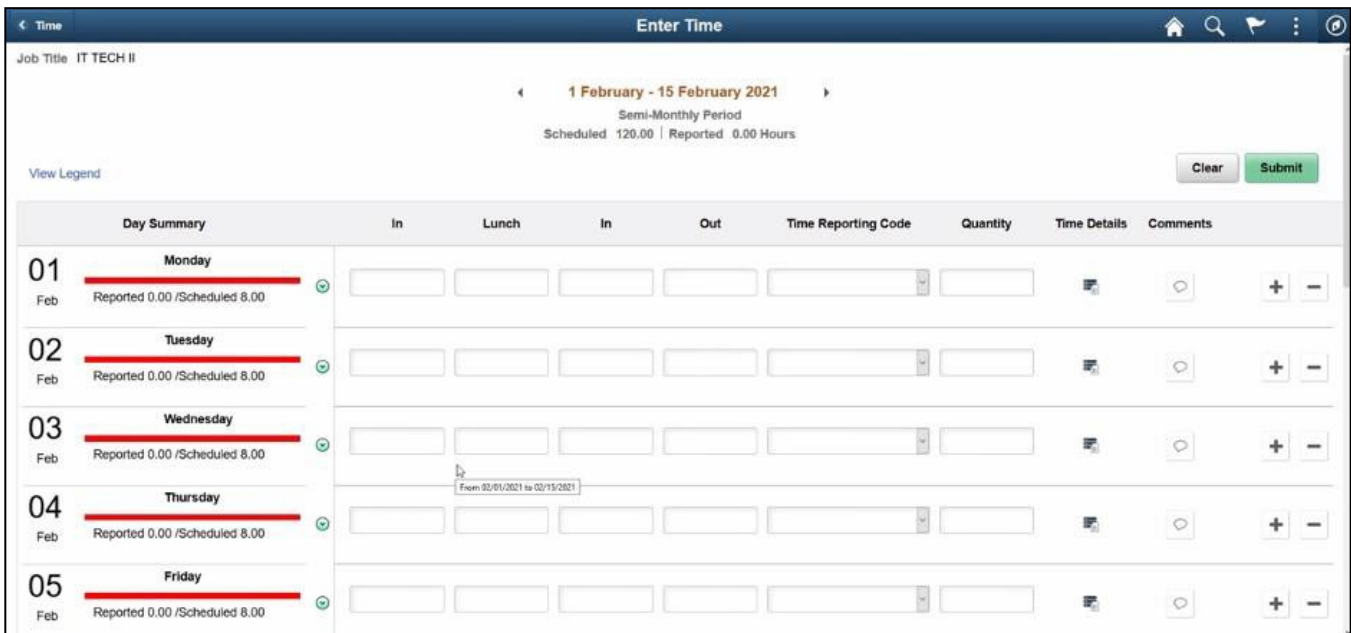 Time
Enter Time
Job Title IT TECH II
1 February - 15 February 2021
Semi-Monthly Period
Scheduled 120.00 | Reported 0.00 Hours
View Legend
Clear Submit
Day Summary In Lunch In Out Time Reporting Code Quantity Time Details Comments
01 Monday
Feb Reported 0.00 /Scheduled 8.00
02 Tuesday
Feb Reported 0.00 /Scheduled 8.00
03 Wednesday
Feb Reported 0.00 /Scheduled 8.00
From 02/01/2021 to 02/15/2021
04 Thursday
Feb Reported 0.00 /Scheduled 8.00
05 Friday
Feb Reported 0.00 /Scheduled 8.00